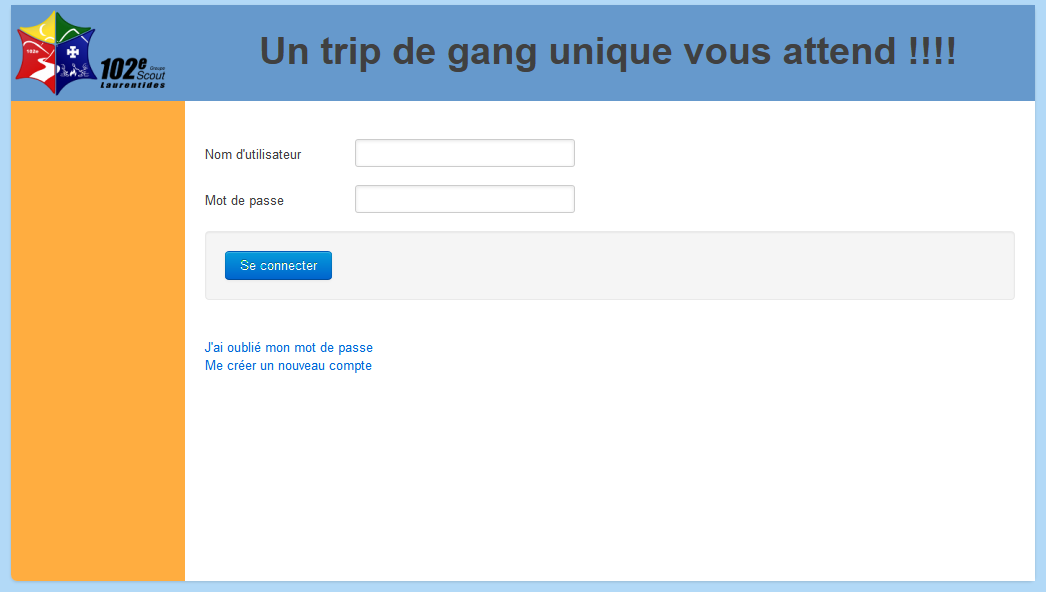 Un trip de gang unique vous attend !!!!
102e
102e Groupe
Scout
Laurentides
Nom d'utilisateur
Mot de passe
Se connecter
J'ai oublié mon mot de passe
Me créer un nouveau compte